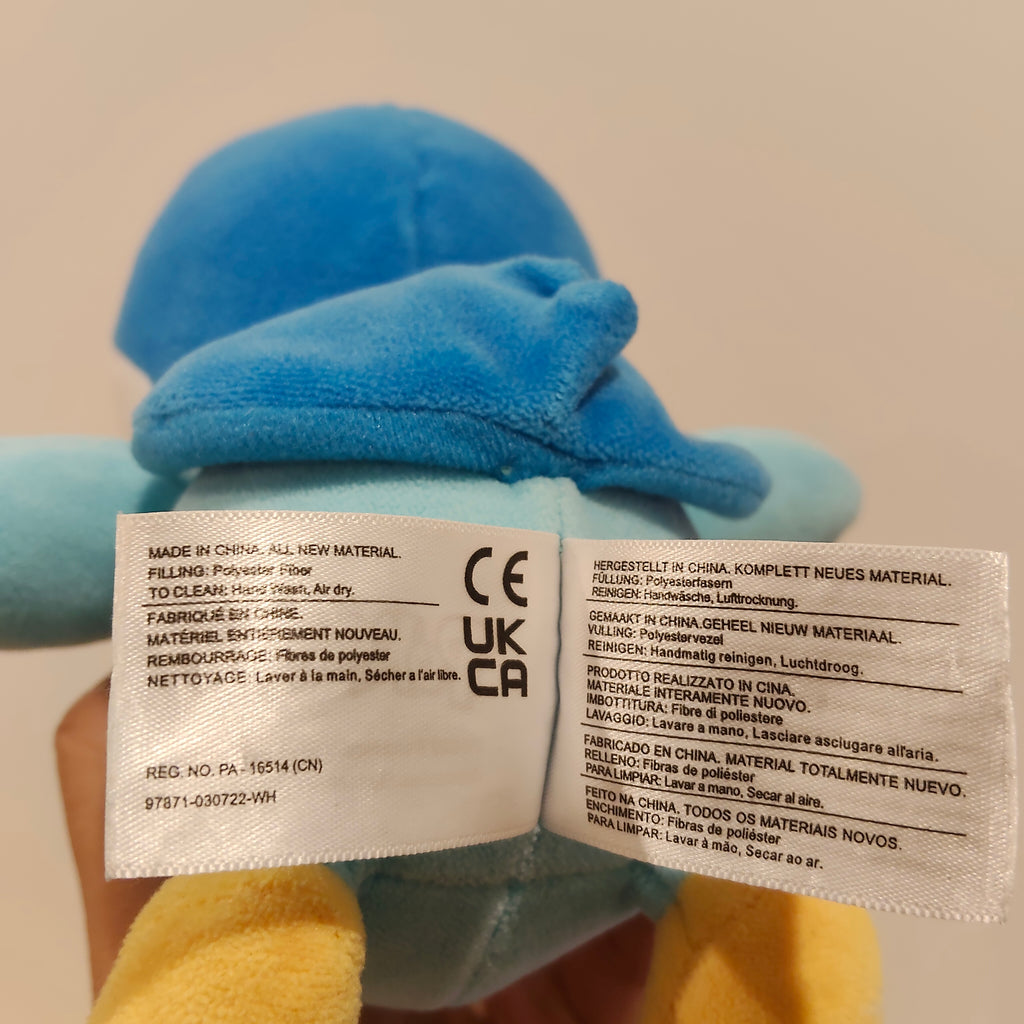 MADE IN CHINA. ALL NEW MATERIAL.
FILLING: Polyester Fiber
TO CLEAN: Hand Wash, Air dry.
FABRIQUÉ EN CHINE.
MATÉRIEL ENTIÈREMENT NOUVEAU.
REMBOURRAGE: Fibres de polyester
NETTOYAGE: Laver à la main, Sécher a l'air libre.
CE
UK
CA
REG. NO. PA - 16514 (CN)
97871-030722-WH
HERGESTELLT IN CHINA. KOMPLETT NEUES MATERIAL.
FÜLLUNG: Polyesterfasern
REINIGEN: Handwäsche, Lufttrocknung.
GEMAAKT IN CHINA.GEHEEL NIEUW MATERIAAL.
VULLING: Polyestervezel
REINIGEN: Handmatig reinigen, Luchtdroog.
PRODOTTO REALIZZATO IN CINA.
MATERIALE INTERAMENTE NUOVO.
IMBOTTITURA: Fibre di poliestere
LAVAGGIO: Lavare a mano, Lasciare asciugare all'aria.
FABRICADO EN CHINA. MATERIAL TOTALMENTE NUEVO.
RELLENO: Fibras de poliéster
PARA LIMPIAR: Lavar a mano, Secar al aire.
FEITO NA CHINA. TODOS OS MATERIAIS NOVOS.
ENCHIMENTO: Fibras de poliéster
PARA LIMPAR: Lavar à mão, Secar ao ar.